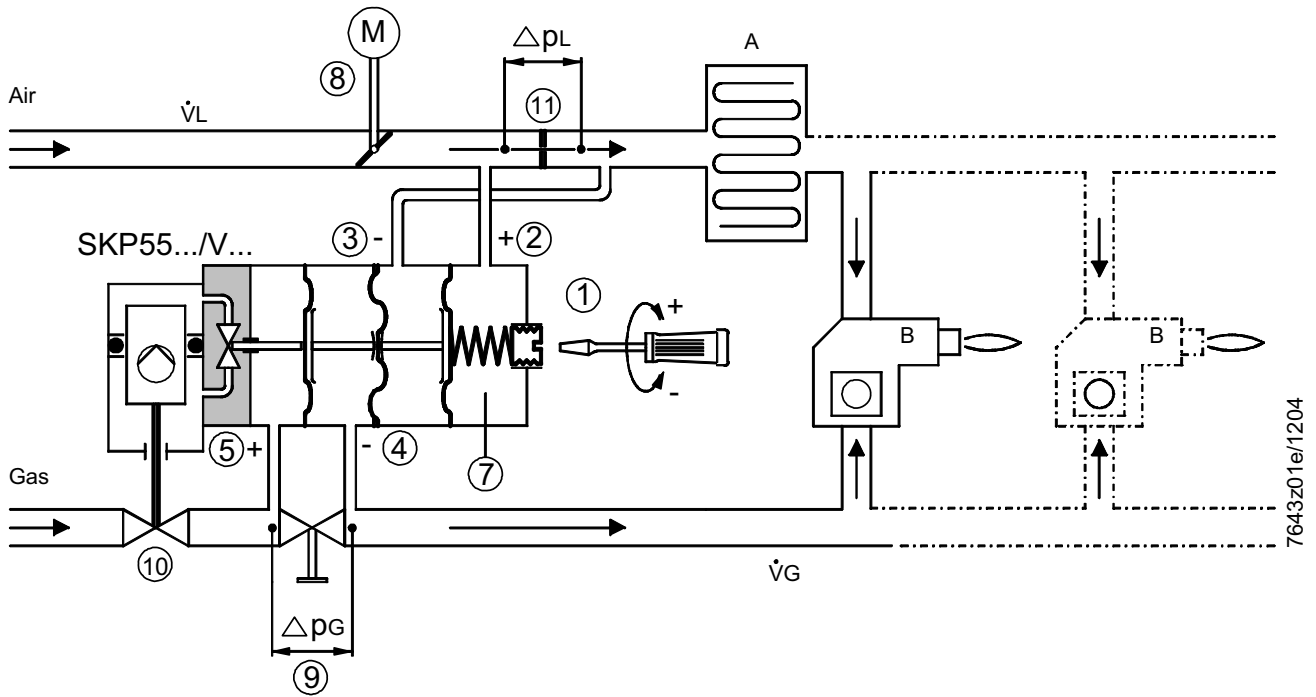 M
△pL
A
8
Air
V̇L
11
3 -
+ 2
SKP55.../V...
1
+
-
B
B
5 +
- 4
7
Gas
10
V̇G
△pG
9
7643z01e/1204